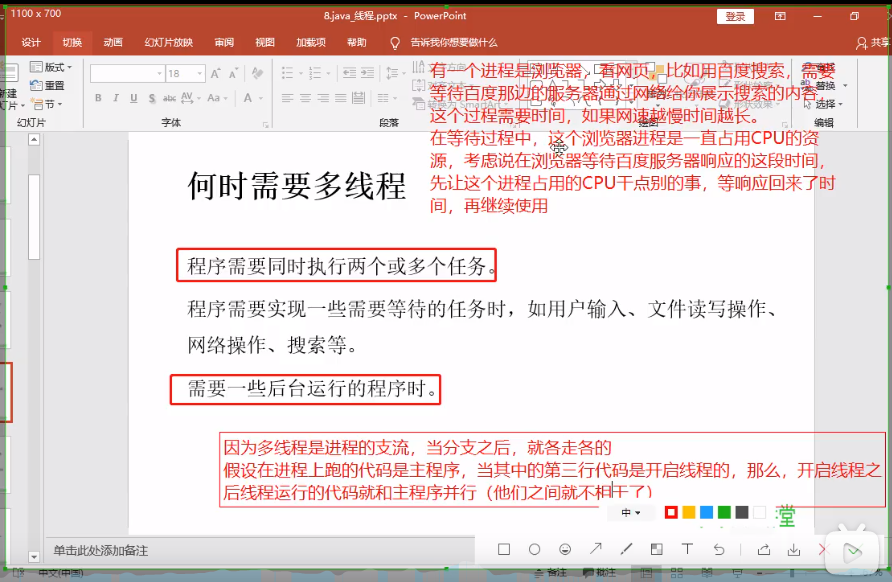 1100 x 700
8.java_线程.pptx - PowerPoint
登录
设计 切换 动画 幻灯片放映 审阅 视图 加载项 帮助 告诉我你想要做什么 共享
版式
重置
节
幻灯片
18
B I U S abc AV Aa A
字体
段落
替换
选择
编辑
有一个进程是浏览器，看网页，比如用百度搜索，需要
等待百度那边的服务器通过网络给你展示搜索的内容，
这个过程需要时间，如果网速越慢时间越长。
在等待过程中，这个浏览器进程是一直占用CPU的资
源，考虑说在浏览器等待百度服务器响应的这段时间，
先让这个进程占用的CPU干点别的事，等响应回来了时
间，再继续使用
何时需要多线程
程序需要同时执行两个或多个任务。
程序需要实现一些需要等待的任务时，如用户输入、文件读写操作、
网络操作、搜索等。
需要一些后台运行的程序时。
因为多线程是进程的支流，当分支之后，就各走各的
假设在进程上跑的代码是主程序，当其中的第三行代码是开启线程的，那么，开启线程之
后线程运行的代码就和主程序并行（他们之间就不相干了）
中
堂
单击此处添加备注
中文(中国)
备注 批注